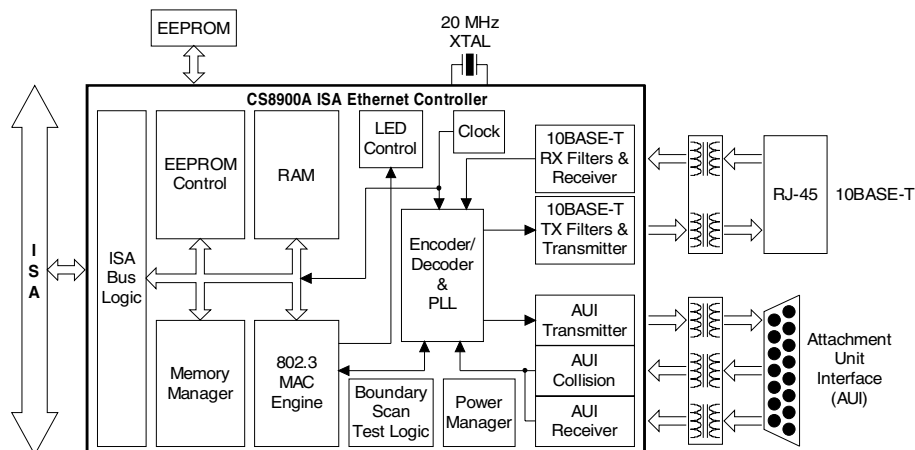 EEPROM
20 MHz
XTAL
CS8900A ISA Ethernet Controller
ISA
ISA
Bus
Logic
EEPROM
Control
RAM
LED
Control
Clock
Encoder/
Decoder
&
PLL
10BASE-T
RX Filters &
Receiver
10BASE-T
TX Filters &
Transmitter
RJ-45
10BASE-T
Memory
Manager
802.3
MAC
Engine
Boundary
Scan
Test Logic
Power
Manager
AUI
Transmitter
AUI
Collision
AUI
Receiver
Attachment
Unit
Interface
(AUI)